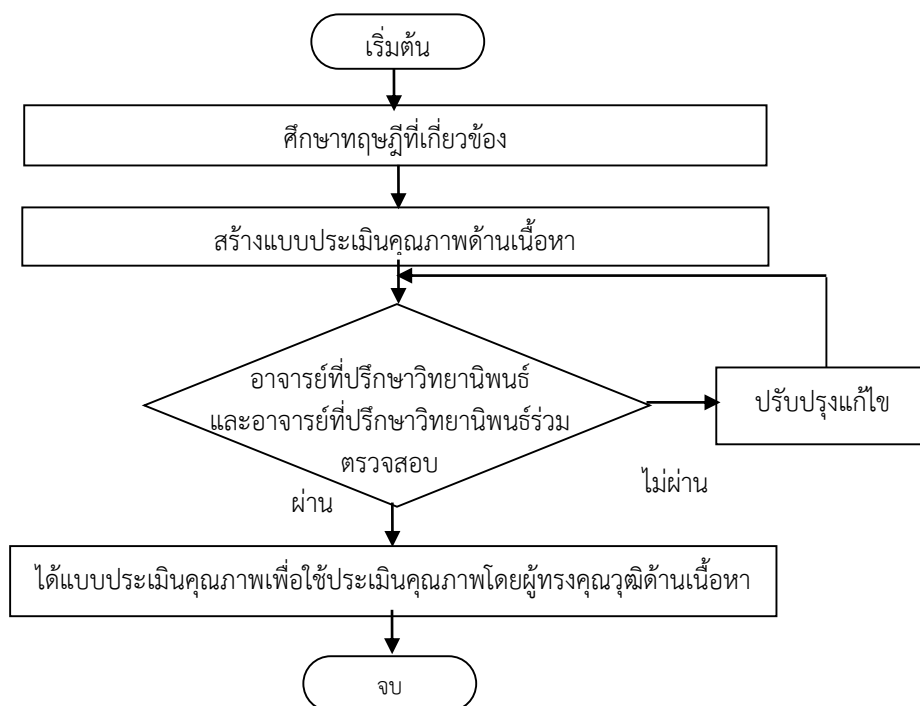 เริ่มต้น
ศึกษาทฤษฎีที่เกี่ยวข้อง
สร้างแบบประเมินคุณภาพด้านเนื้อหา
อาจารย์ที่ปรึกษาวิทยานิพนธ์
และอาจารย์ที่ปรึกษาวิทยานิพนธ์ร่วม
ตรวจสอบ
ปรับปรุงแก้ไข
ไม่ผ่าน
ผ่าน
ได้แบบประเมินคุณภาพเพื่อใช้ประเมินคุณภาพโดยผู้ทรงคุณวุฒิด้านเนื้อหา
จบ